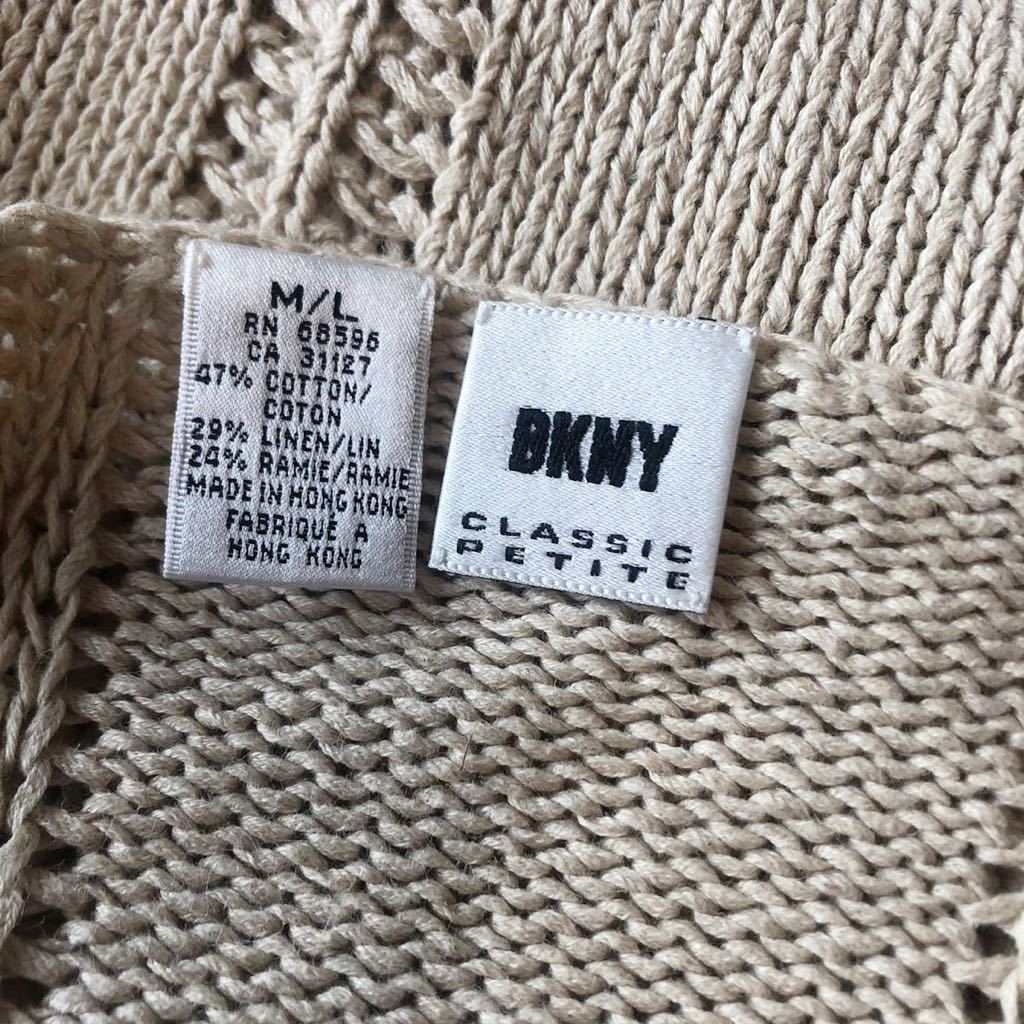 M/L
RN 68596
CA 31127
47% COTTON/
COTON
29% LINEN/LIN
24% RAMIE/RAMIE
MADE IN HONG KONG
FABRIQUÉ A
HONG KONG
DKNY
CLASSIC
PETITE